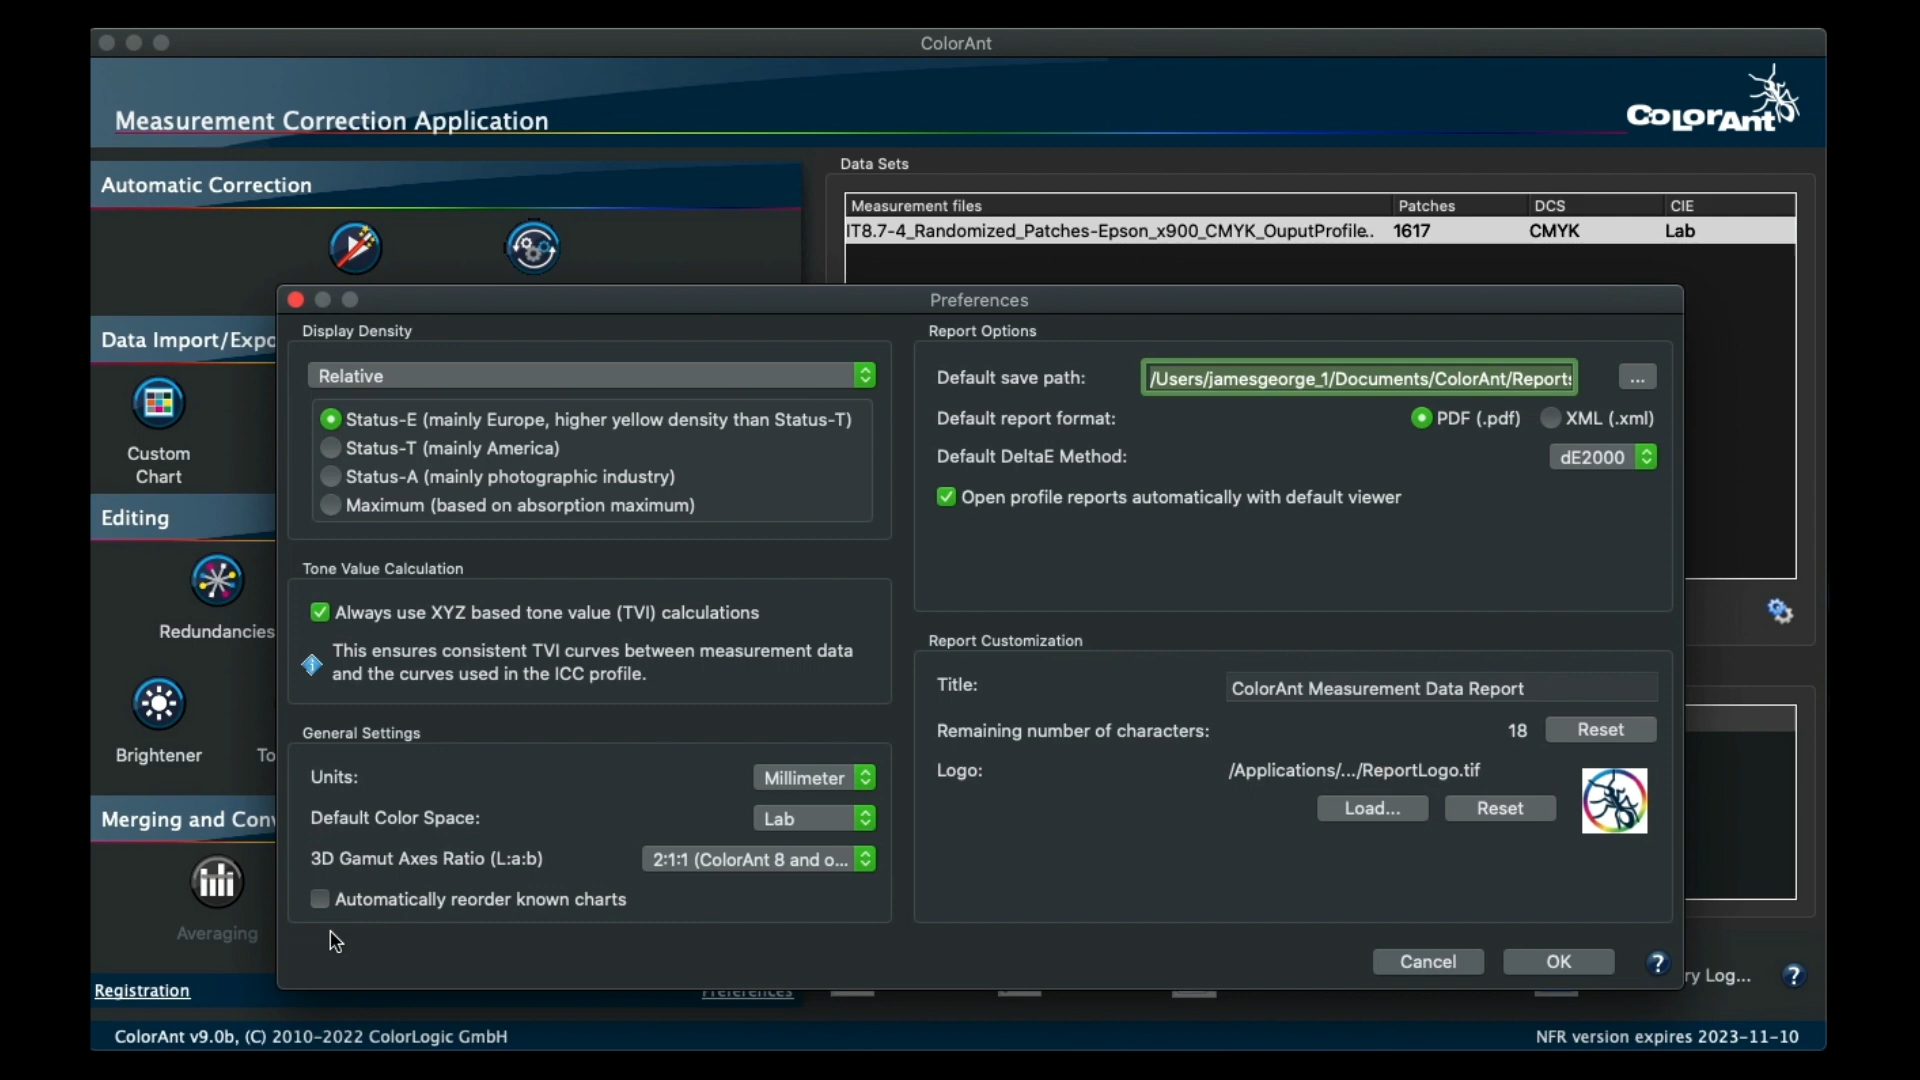 ColorAnt
Measurement Correction Application
ColorAnt
Automatic Correction
Data Sets
Measurement files Patches DCS CIE
IT8.7-4_Randomized_Patches-Epson_x900_CMYK_OuputProfile.. 1617 CMYK Lab
Data Import/Expo
Custom
Chart
Editing
Redundancies
Brightener To
Merging and Con
Averaging
Registration
Preferences
ry Log...
?
ColorAnt v9.0b, (C) 2010-2022 ColorLogic GmbH
NFR version expires 2023-11-10
Preferences
Display Density
Relative
Status-E (mainly Europe, higher yellow density than Status-T)
Status-T (mainly America)
Status-A (mainly photographic industry)
Maximum (based on absorption maximum)
Tone Value Calculation
Always use XYZ based tone value (TVI) calculations
This ensures consistent TVI curves between measurement data
and the curves used in the ICC profile.
General Settings
Units: Millimeter
Default Color Space: Lab
3D Gamut Axes Ratio (L:a:b) 2:1:1 (ColorAnt 8 and o...
Automatically reorder known charts
Report Options
Default save path: /Users/jamesgeorge_1/Documents/ColorAnt/Reports ...
Default report format: PDF (.pdf) XML (.xml)
Default DeltaE Method: dE2000
Open profile reports automatically with default viewer
Report Customization
Title: ColorAnt Measurement Data Report
Remaining number of characters: 18 Reset
Logo: /Applications/.../ReportLogo.tif
Load... Reset
Cancel OK ?